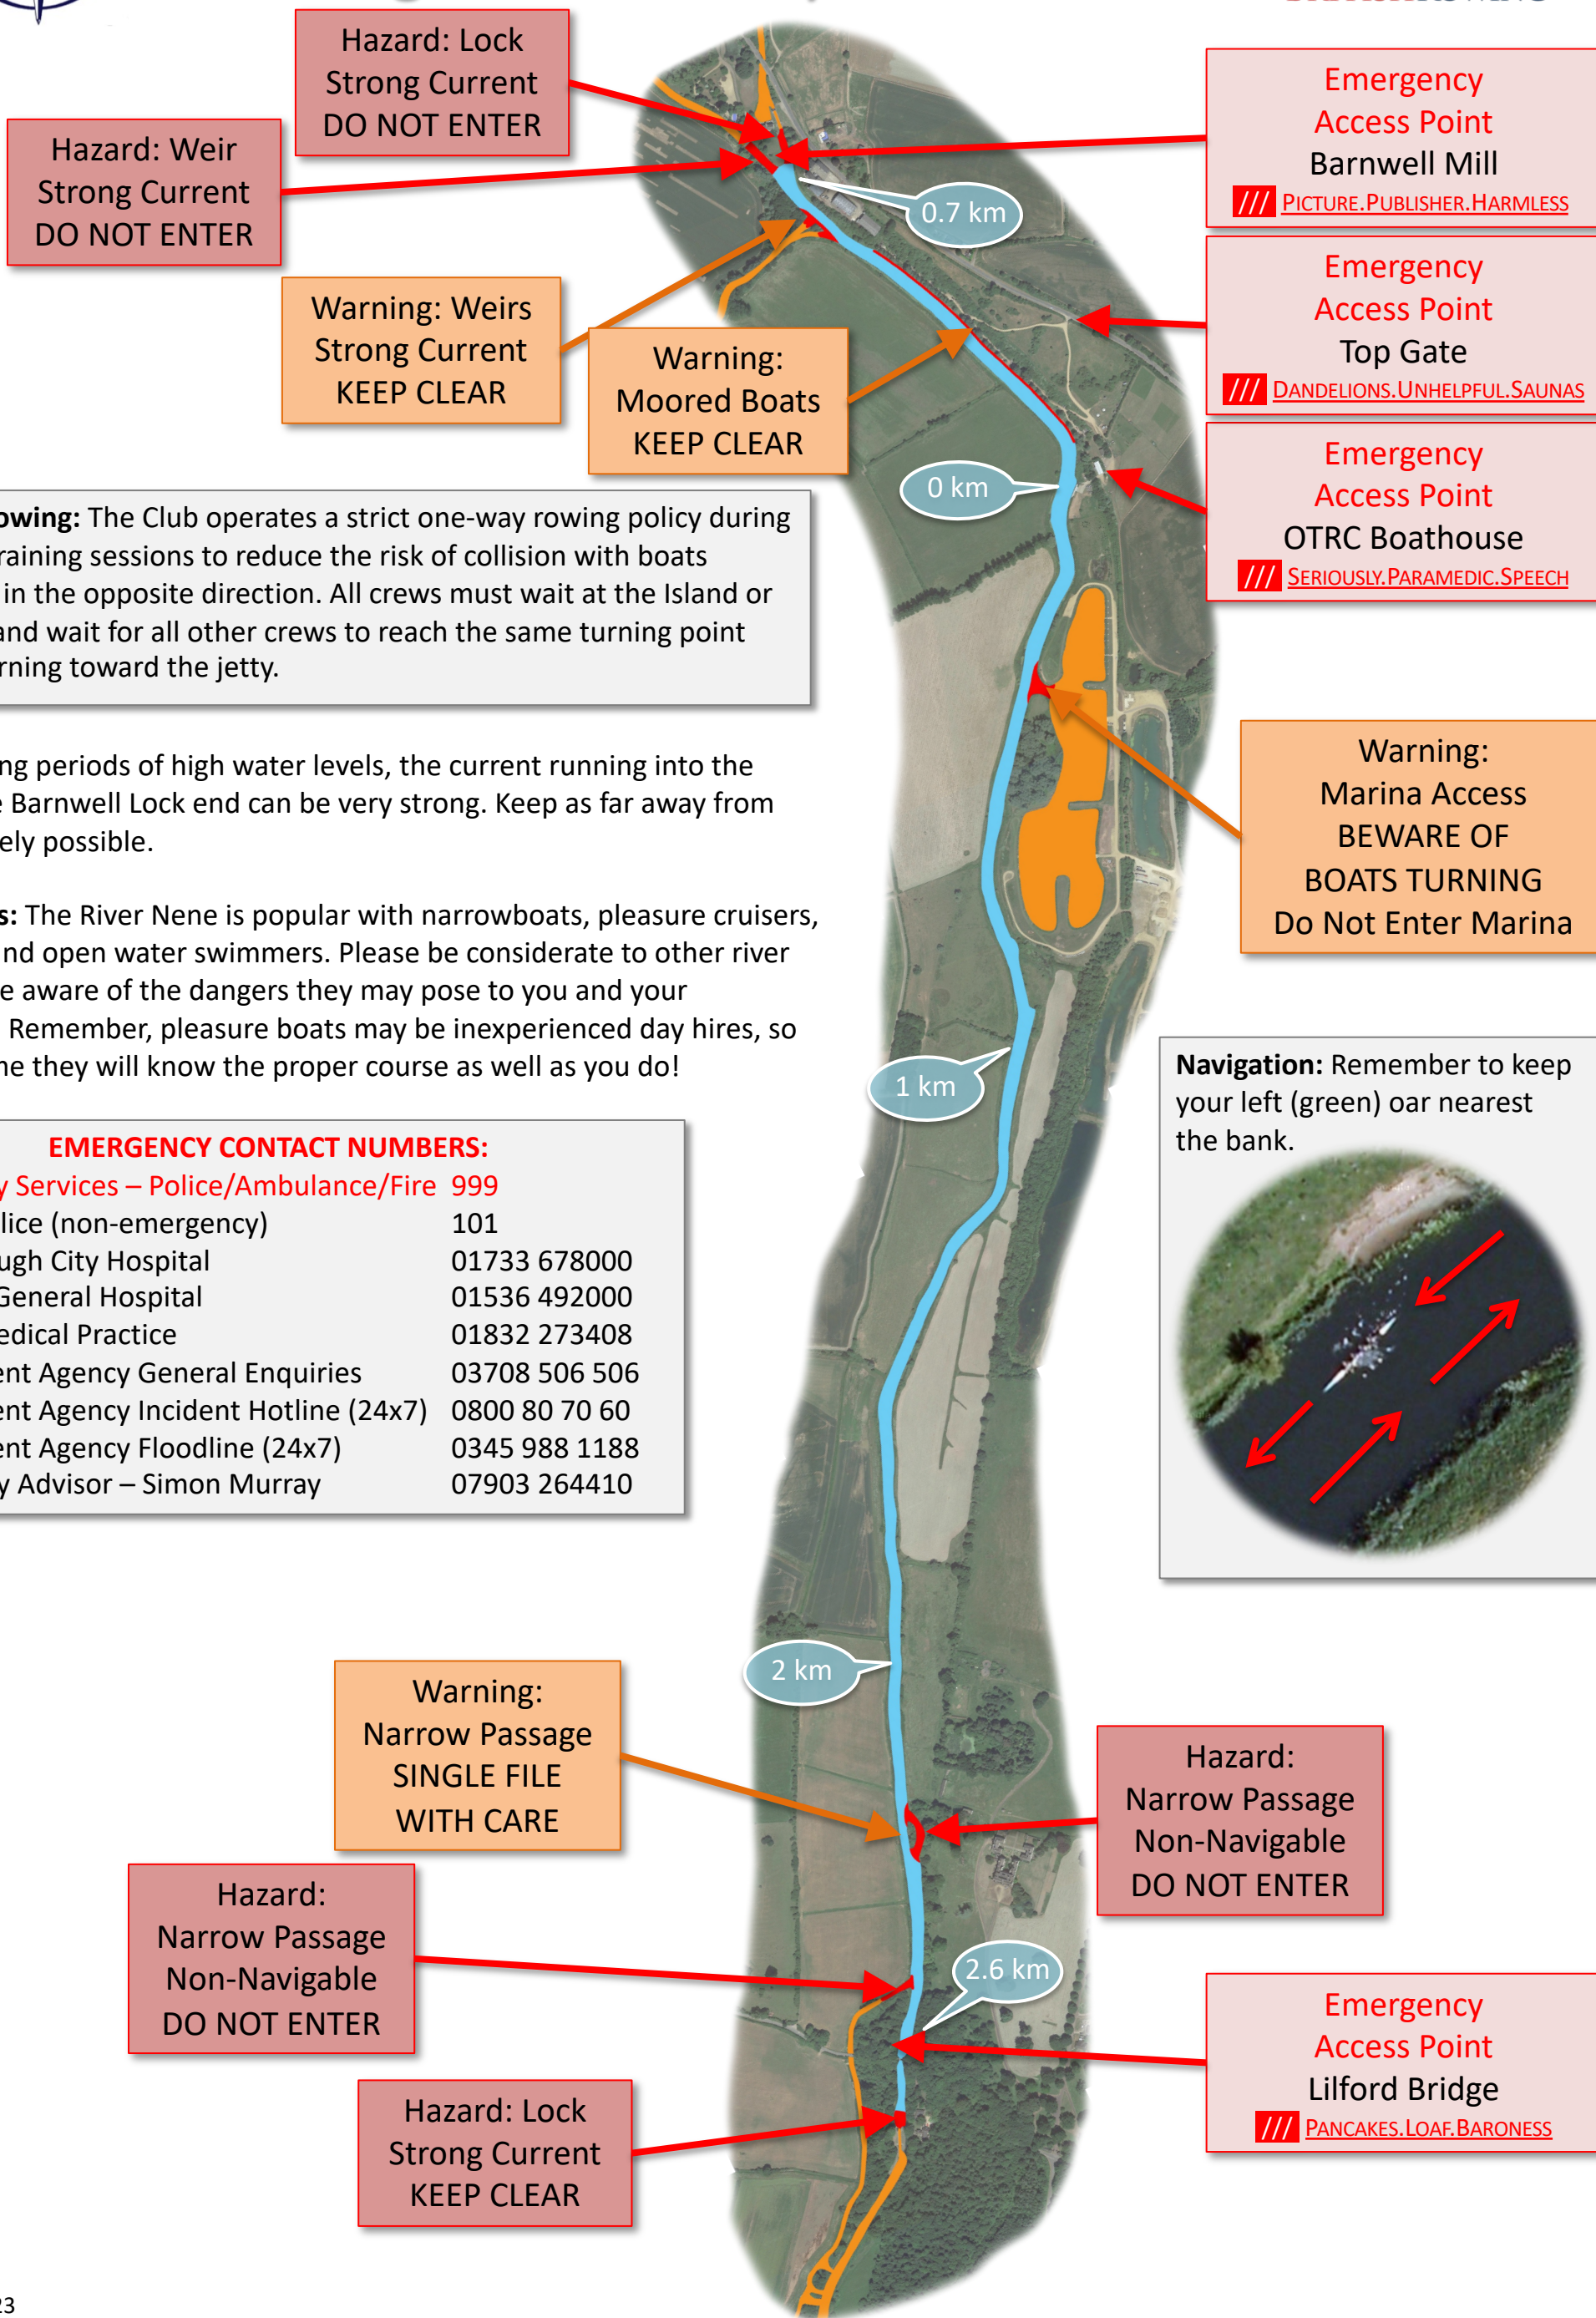 Hazard: Lock
Strong Current
DO NOT ENTER
Hazard: Weir
Strong Current
DO NOT ENTER
Warning: Weirs
Strong Current
KEEP CLEAR
Warning:
Moored Boats
KEEP CLEAR
Emergency
Access Point
Barnwell Mill
/// PICTURE.PUBLISHER.HARMLESS
0.7 km
Emergency
Access Point
Top Gate
/// DANDELIONS.UNHELPFUL.SAUNAS
Emergency
Access Point
OTRC Boathouse
/// SERIOUSLY.PARAMEDIC.SPEECH
0 km
owing: The Club operates a strict one-way rowing policy during
raining sessions to reduce the risk of collision with boats
in the opposite direction. All crews must wait at the Island or
and wait for all other crews to reach the same turning point
rning toward the jetty.
ng periods of high water levels, the current running into the
e Barnwell Lock end can be very strong. Keep as far away from
ely possible.
s: The River Nene is popular with narrowboats, pleasure cruisers,
nd open water swimmers. Please be considerate to other river
e aware of the dangers they may pose to you and your
Remember, pleasure boats may be inexperienced day hires, so
ne they will know the proper course as well as you do!
Warning:
Marina Access
BEWARE OF
BOATS TURNING
Do Not Enter Marina
1 km
EMERGENCY CONTACT NUMBERS:
y Services – Police/Ambulance/Fire 999
lice (non-emergency) 101
ugh City Hospital 01733 678000
General Hospital 01536 492000
edical Practice 01832 273408
ent Agency General Enquiries 03708 506 506
ent Agency Incident Hotline (24x7) 0800 80 70 60
ent Agency Floodline (24x7) 0345 988 1188
y Advisor – Simon Murray 07903 264410
Navigation: Remember to keep
your left (green) oar nearest
the bank.
2 km
Warning:
Narrow Passage
SINGLE FILE
WITH CARE
Hazard:
Narrow Passage
Non-Navigable
DO NOT ENTER
Hazard:
Narrow Passage
Non-Navigable
DO NOT ENTER
2.6 km
Emergency
Access Point
Lilford Bridge
/// PANCAKES.LOAF.BARONESS
Hazard: Lock
Strong Current
KEEP CLEAR
23